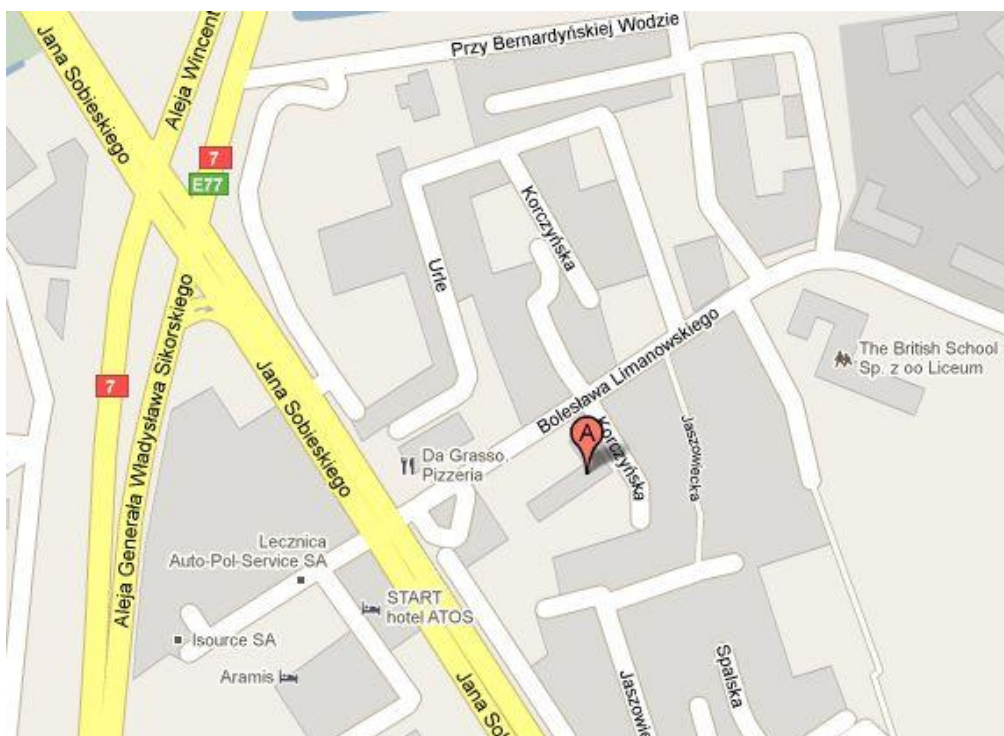 Jana Sobieskiego
Aleja Wincent
Przy Bernardyńskiej Wodzie
7
E77
Korczyńska
Urle
Aleja Generała Władysława Sikorskiego
7
Jana Sobieskiego
Bolesława Limanowskiego
The British School
Sp. z oo Liceum
A
Korczyńska
Jaszowiecka
Da Grasso.
Pizzeria
Lecznica
Auto-Pol-Service SA
START
hotel ATOS
Isource SA
Aramis
Jana Sob
Jaszowiec
Spalska